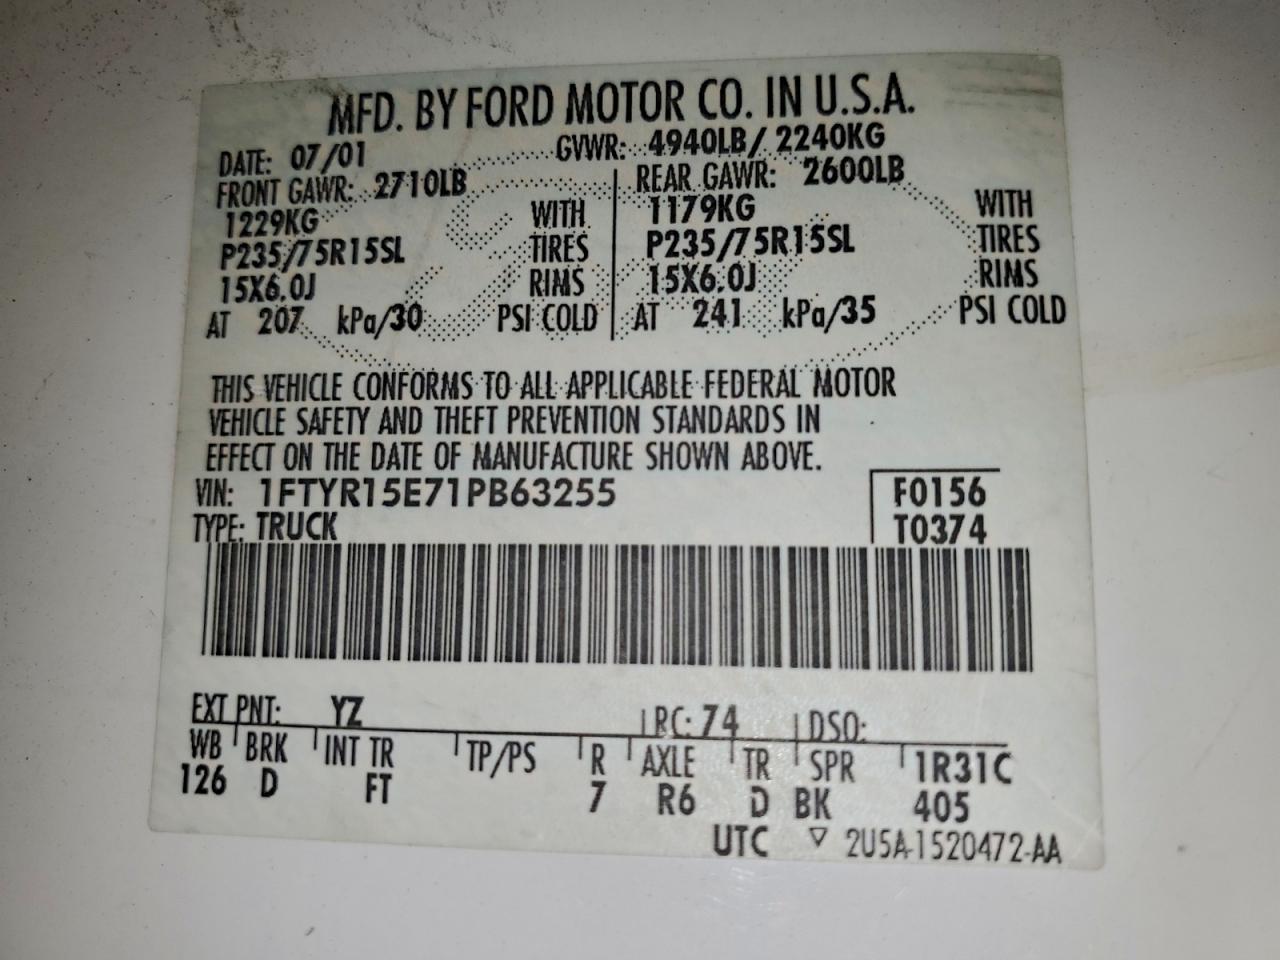 MFD. BY FORD MOTOR CO. IN U.S.A.
DATE: 07/01 GVWR: 4940LB/ 2240KG
FRONT GAWR: 2710LB REAR GAWR: 2600LB
1229KG WITH 1179KG WITH
P235/75R15SL TIRES P235/75R15SL TIRES
15X6.0J RIMS 15X6.0J RIMS
AT 207 kPa/30 PSI COLD AT 241 kPa/35 PSI COLD
THIS VEHICLE CONFORMS TO ALL APPLICABLE FEDERAL MOTOR
VEHICLE SAFETY AND THEFT PREVENTION STANDARDS IN
EFFECT ON THE DATE OF MANUFACTURE SHOWN ABOVE.
VIN: 1FTYR15E71PB63255 F0156
TYPE: TRUCK T0374
EXT PNT: YZ RC: 74 DSO:
WB BRK INT TR TP/PS R AXLE TR SPR 1R31C
126 D FT 7 R6 D BK 405
UTC ▽ 2U5A-1520472-AA